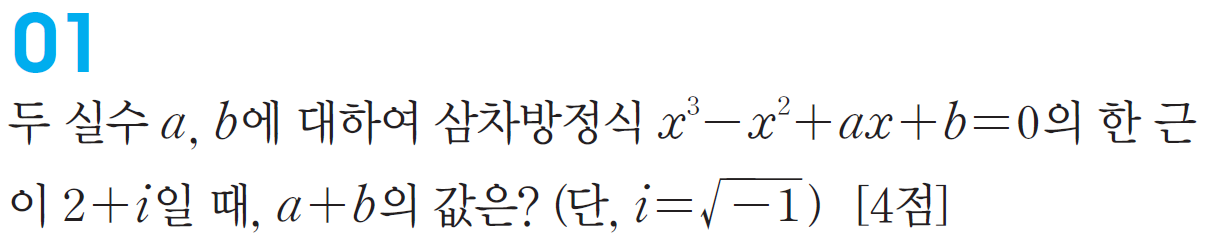 01
두 실수 a, b에 대하여 삼차방정식 x³−x²+ax+b=0의 한 근
이 2+i일 때, a+b의 값은? (단, i=√−1) [4점]